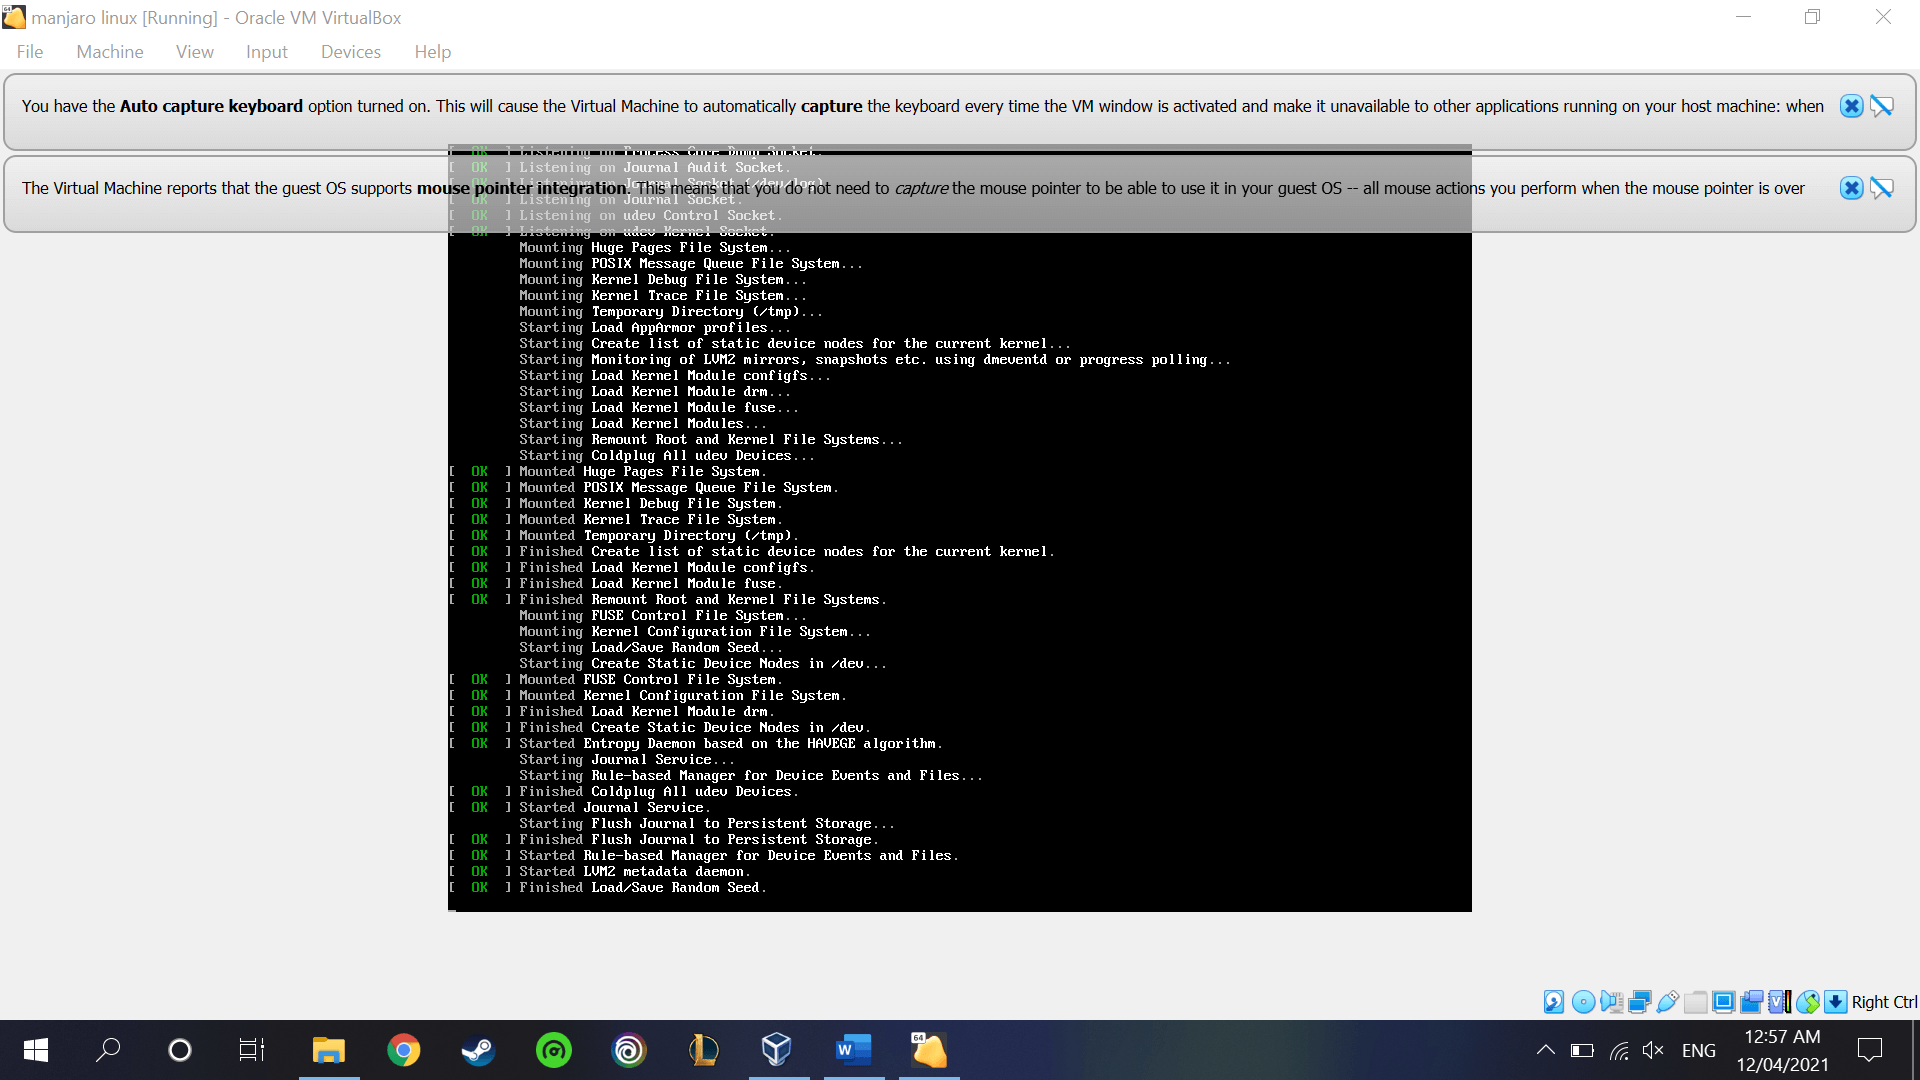 manjaro linux [Running] - Oracle VM VirtualBox
File Machine View Input Devices Help
You have the Auto capture keyboard option turned on. This will cause the Virtual Machine to automatically capture the keyboard every time the VM window is activated and make it unavailable to other applications running on your host machine: when
[ OK ] Listening on Process Core Dump Socket.
[ OK ] Listening on Journal Audit Socket.
The Virtual Machine reports that the guest OS supports mouse pointer integration. This means that you do not need to capture the mouse pointer to be able to use it in your guest OS -- all mouse actions you perform when the mouse pointer is over
[ OK ] Listening on Journal Socket (/dev/log).
[ OK ] Listening on Journal Socket.
[ OK ] Listening on udev Control Socket.
[ OK ] Listening on udev Kernel Socket.
Mounting Huge Pages File System...
Mounting POSIX Message Queue File System...
Mounting Kernel Debug File System...
Mounting Kernel Trace File System...
Mounting Temporary Directory (/tmp)...
Starting Load AppArmor profiles...
Starting Create list of static device nodes for the current kernel...
Starting Monitoring of LVM2 mirrors, snapshots etc. using dmeventd or progress polling...
Starting Load Kernel Module configfs...
Starting Load Kernel Module drm...
Starting Load Kernel Module fuse...
Starting Load Kernel Modules...
Starting Remount Root and Kernel File Systems...
Starting Coldplug All udev Devices...
[ OK ] Mounted Huge Pages File System.
[ OK ] Mounted POSIX Message Queue File System.
[ OK ] Mounted Kernel Debug File System.
[ OK ] Mounted Kernel Trace File System.
[ OK ] Mounted Temporary Directory (/tmp).
[ OK ] Finished Create list of static device nodes for the current kernel.
[ OK ] Finished Load Kernel Module configfs.
[ OK ] Finished Load Kernel Module fuse.
[ OK ] Finished Remount Root and Kernel File Systems.
Mounting FUSE Control File System...
Mounting Kernel Configuration File System...
Starting Load/Save Random Seed...
Starting Create Static Device Nodes in /dev...
[ OK ] Mounted FUSE Control File System.
[ OK ] Mounted Kernel Configuration File System.
[ OK ] Finished Load Kernel Module drm.
[ OK ] Finished Create Static Device Nodes in /dev.
[ OK ] Started Entropy Daemon based on the HAVEGE algorithm.
Starting Journal Service...
Starting Rule-based Manager for Device Events and Files...
[ OK ] Finished Coldplug All udev Devices.
[ OK ] Started Journal Service.
Starting Flush Journal to Persistent Storage...
[ OK ] Finished Flush Journal to Persistent Storage.
[ OK ] Started Rule-based Manager for Device Events and Files.
[ OK ] Started LVM2 metadata daemon.
[ OK ] Finished Load/Save Random Seed.
Right Ctrl
64
ENG
12:57 AM
12/04/2021